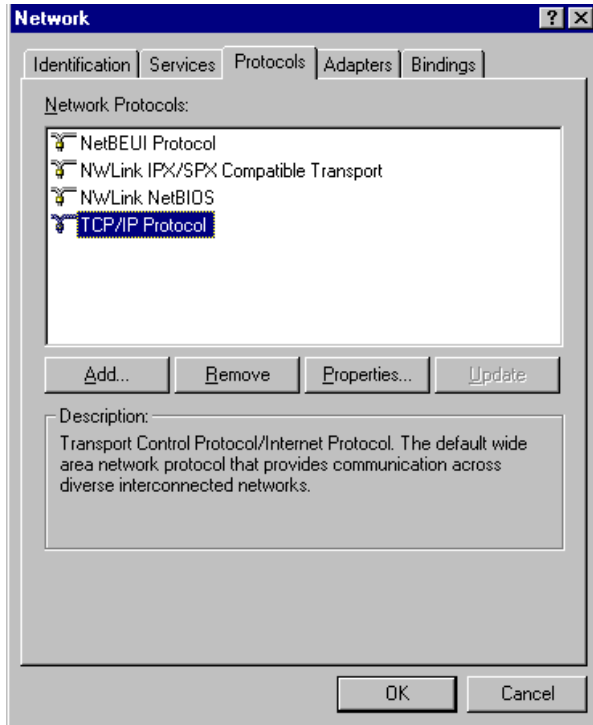 Network
Identification Services Protocols Adapters Bindings
Network Protocols:
NetBEUI Protocol
NWLink IPX/SPX Compatible Transport
NWLink NetBIOS
TCP/IP Protocol
Add... Remove Properties... Update
Description:
Transport Control Protocol/Internet Protocol. The default wide
area network protocol that provides communication across
diverse interconnected networks.
OK Cancel